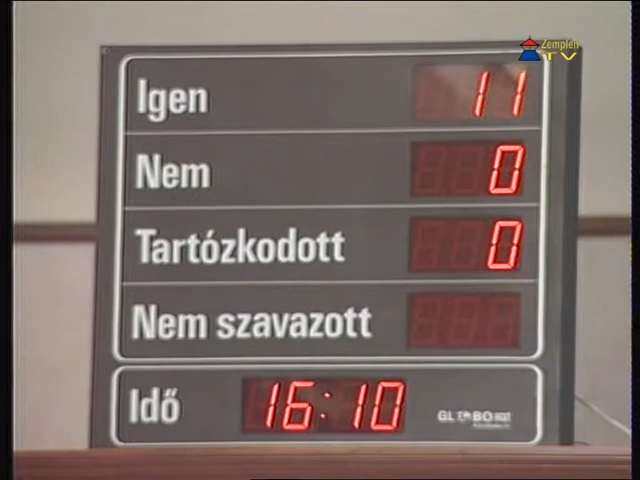 Zemplén
TV
Igen 11
Nem 0
Tartózkodott 0
Nem szavazott
Idő 16:10